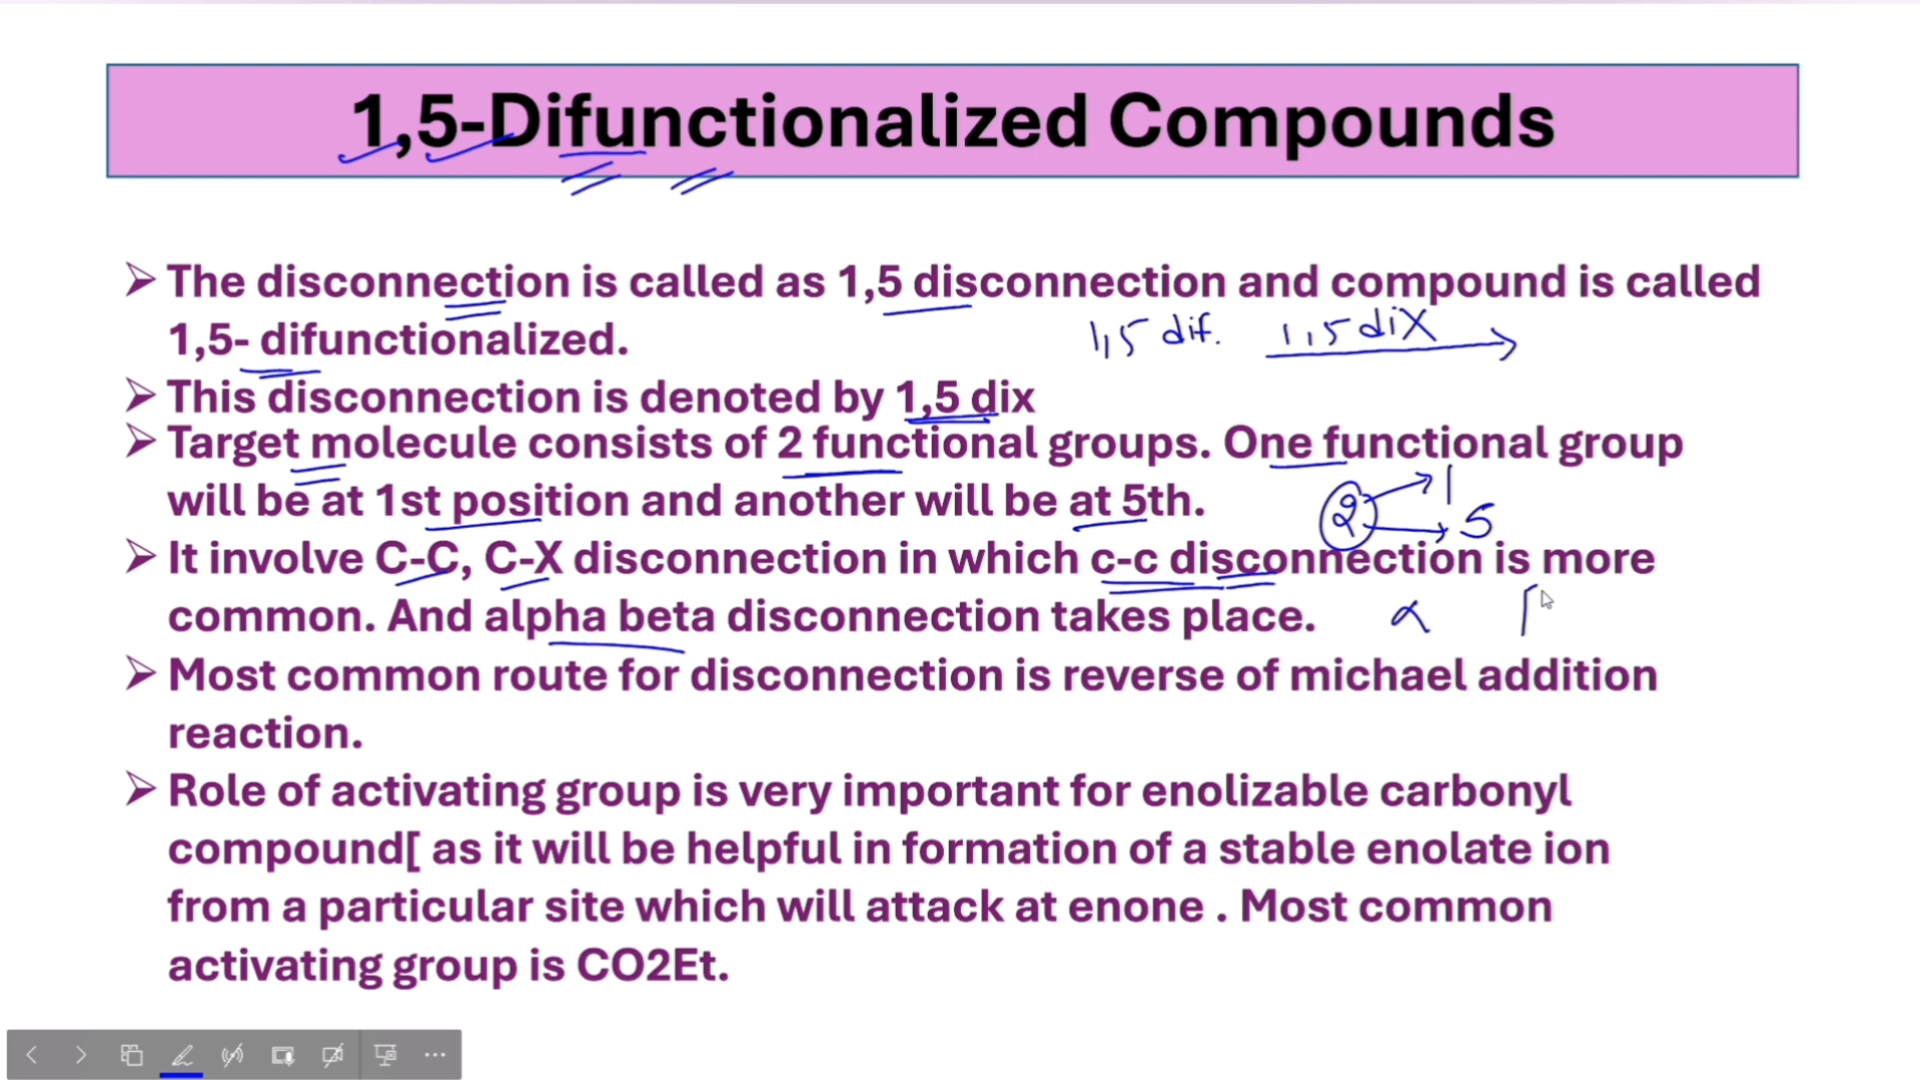 1,5-Difunctionalized Compounds
➢ The disconnection is called as 1,5 disconnection and compound is called
1,5- difunctionalized.
1,5 dif. 1,5 diX
➢ This disconnection is denoted by 1,5 dix
➢ Target molecule consists of 2 functional groups. One functional group
will be at 1st position and another will be at 5th.
2 1
5
➢ It involve C-C, C-X disconnection in which c-c disconnection is more
common. And alpha beta disconnection takes place.
α
➢ Most common route for disconnection is reverse of michael addition
reaction.
➢ Role of activating group is very important for enolizable carbonyl
compound[ as it will be helpful in formation of a stable enolate ion
from a particular site which will attack at enone . Most common
activating group is CO2Et.